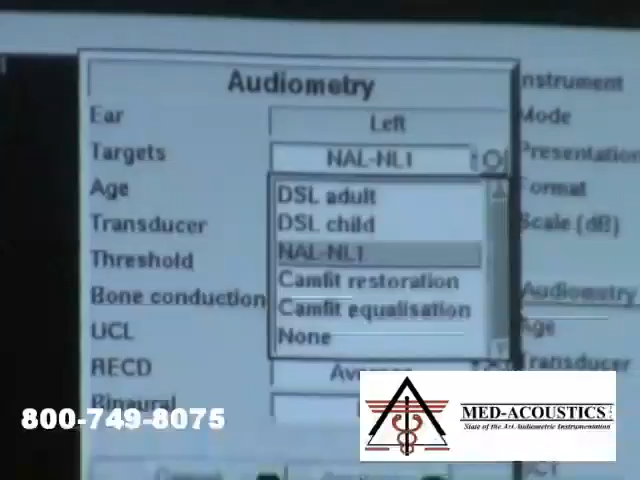 Audiometry
Ear
Left
Targets
NAL-NL1
Age
Transducer
Threshold
Bone conduction
UCL
RECD
Binaural
DSL adult
DSL child
NAL-NL1
Camfit restoration
Camfit equalisation
None
Instrument
Mode
Presentation
Format
Scale (dB)
Audiometry
Age
Transducer
800-749-8075
MED-ACOUSTICS
State of the Art Audiometric Instrumentation